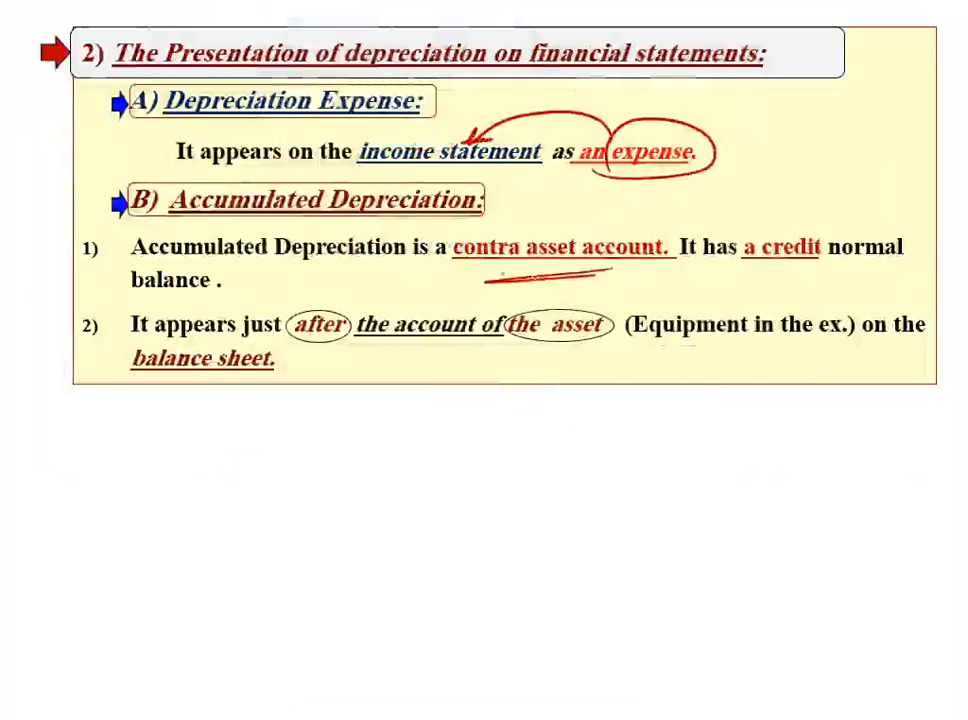 2) The Presentation of depreciation on financial statements:
A) Depreciation Expense:
It appears on the income statement as an expense.
B) Accumulated Depreciation:
1) Accumulated Depreciation is a contra asset account. It has a credit normal
balance .
2) It appears just after the account of the asset (Equipment in the ex.) on the
balance sheet.